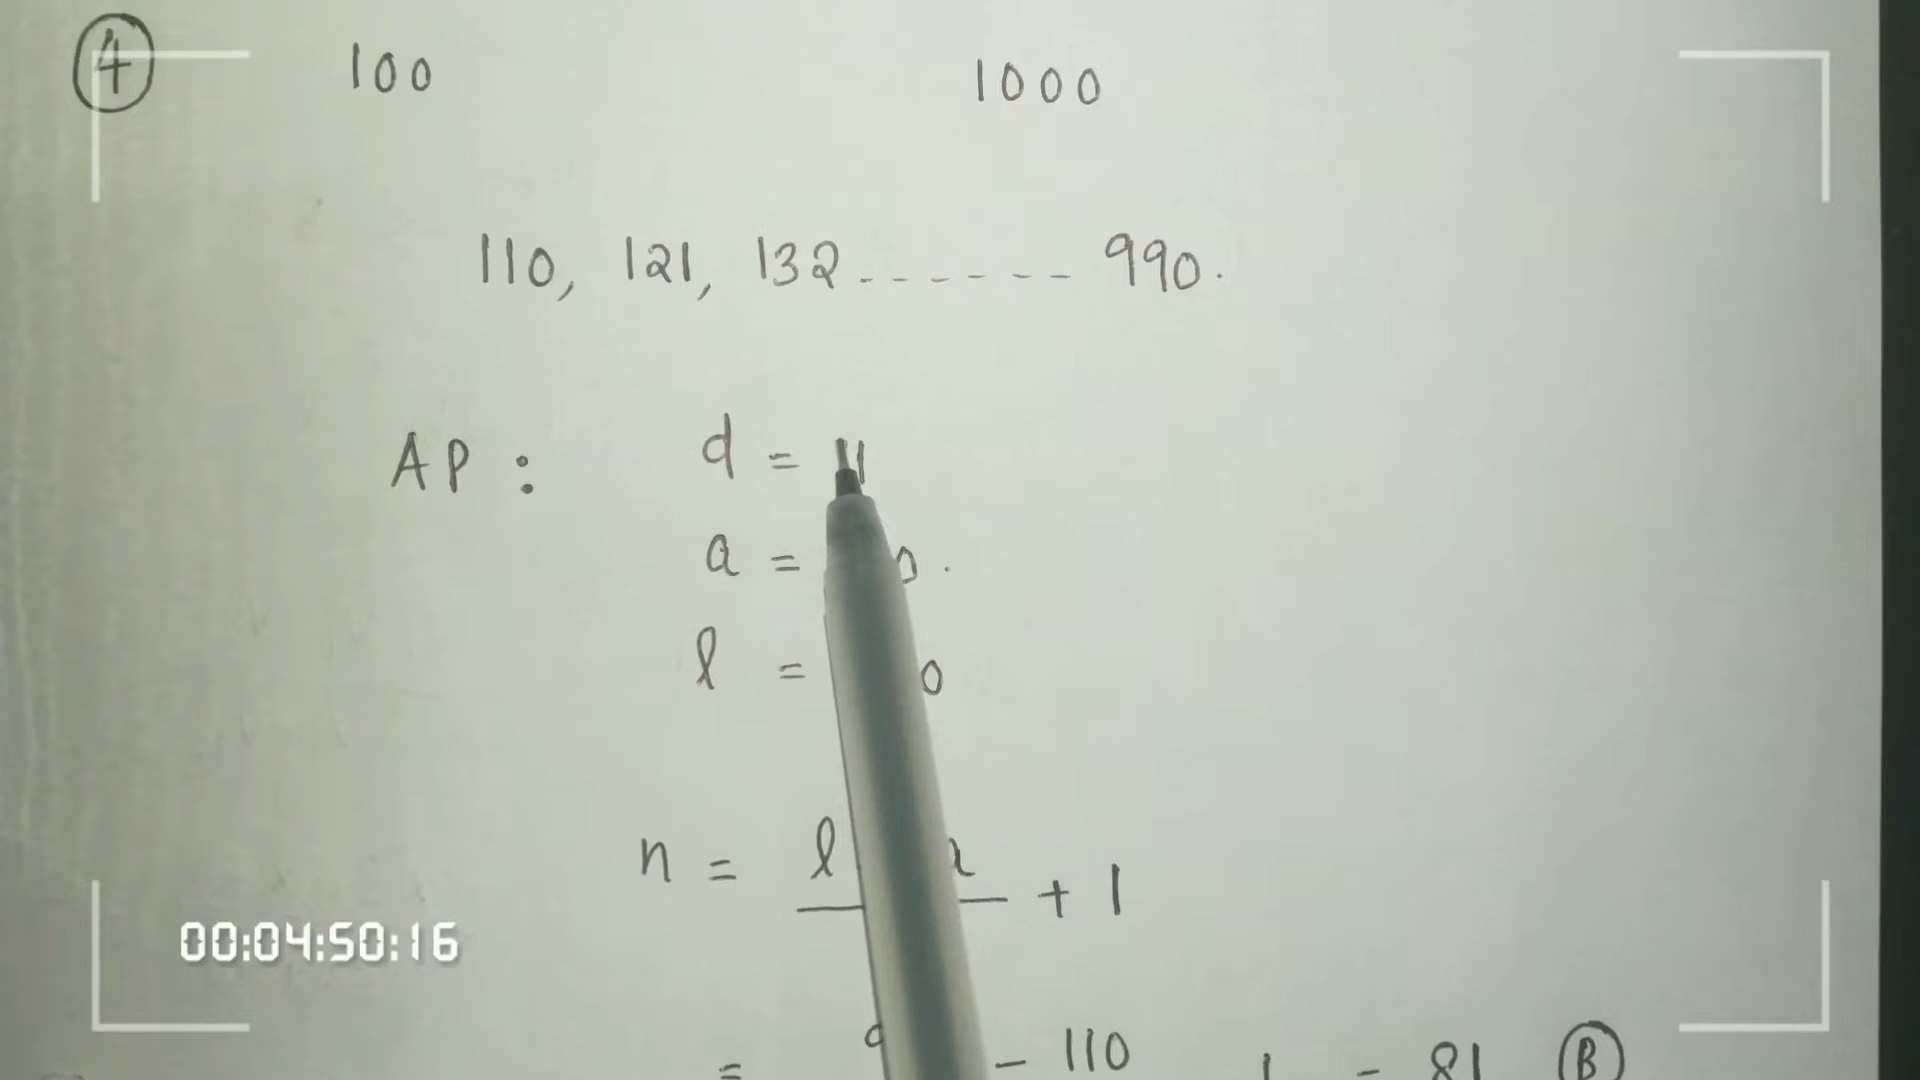 4 100 1000
110, 121, 132 ------ 990.
AP : d = 11
a =
l =
n = l + 1
= - 110 = 81 B
00:04:50:16